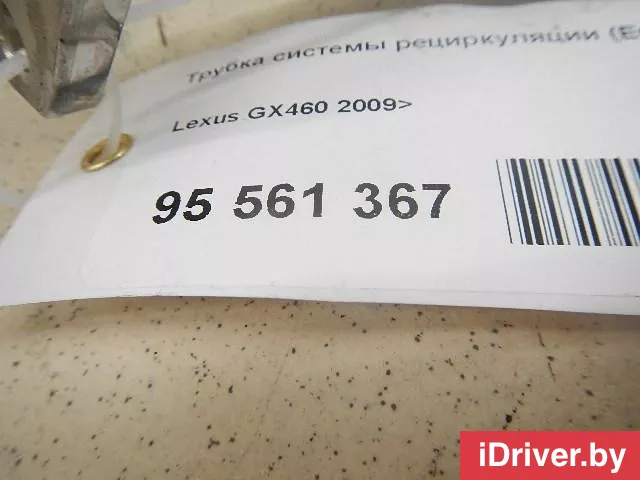 Трубка системы рециркуляции (E
Lexus GX460 2009>
95 561 367
iDriver.by